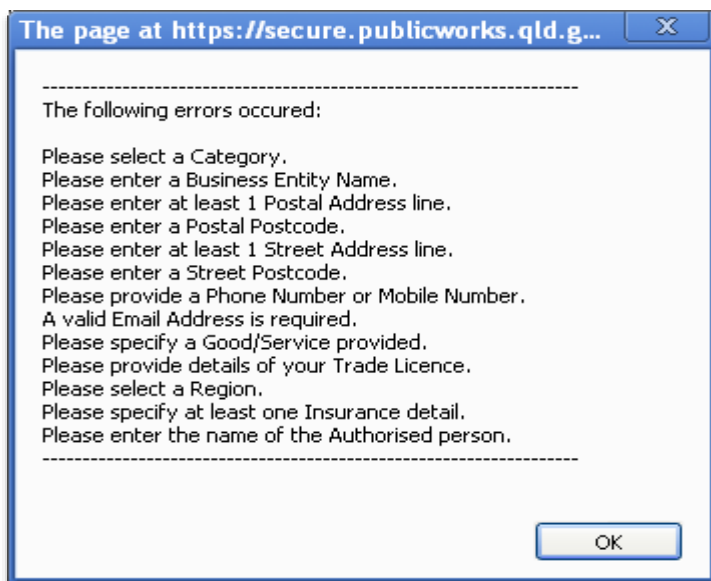 The page at https://secure.publicworks.qld.g...
-------------------------------------------------------------------
The following errors occured:
Please select a Category.
Please enter a Business Entity Name.
Please enter at least 1 Postal Address line.
Please enter a Postal Postcode.
Please enter at least 1 Street Address line.
Please enter a Street Postcode.
Please provide a Phone Number or Mobile Number.
A valid Email Address is required.
Please specify a Good/Service provided.
Please provide details of your Trade Licence.
Please select a Region.
Please specify at least one Insurance detail.
Please enter the name of the Authorised person.
-------------------------------------------------------------------
OK